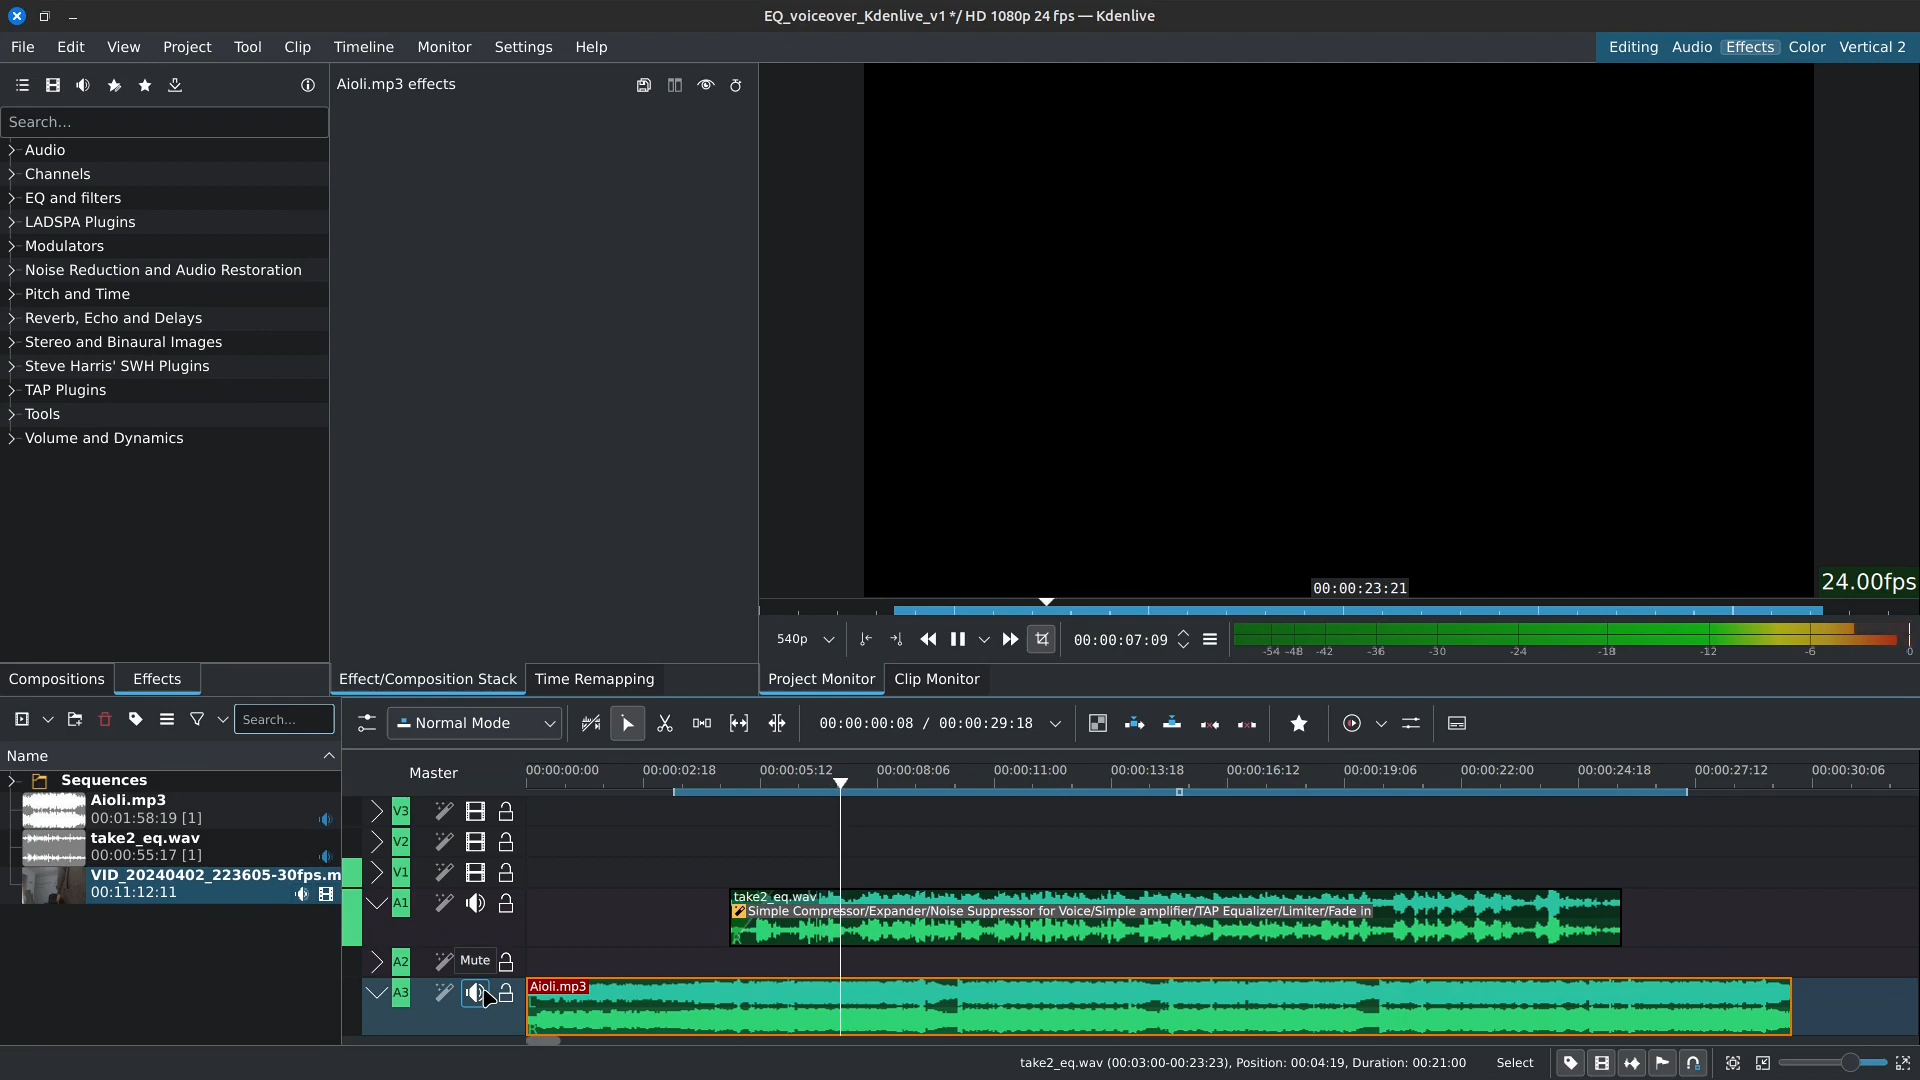 EQ_voiceover_Kdenlive_v1 */ HD 1080p 24 fps — Kdenlive
File Edit View Project Tool Clip Timeline Monitor Settings Help
Editing Audio Effects Color Vertical 2
Aioli.mp3 effects
Search...
Audio
Channels
EQ and filters
LADSPA Plugins
Modulators
Noise Reduction and Audio Restoration
Pitch and Time
Reverb, Echo and Delays
Stereo and Binaural Images
Steve Harris' SWH Plugins
TAP Plugins
Tools
Volume and Dynamics
00:00:23:21
24.00fps
540p
00:00:07:09
-54 -48 -42 -36 -30 -24 -18 -12 -6 0
Compositions Effects
Effect/Composition Stack Time Remapping
Project Monitor Clip Monitor
Search...
Normal Mode
00:00:00:08 / 00:00:29:18
Name
Sequences
Aioli.mp3
00:01:58:19 [1]
take2_eq.wav
00:00:55:17 [1]
VID_20240402_223605-30fps.m
00:11:12:11
Master
00:00:00:00 00:00:02:18 00:00:05:12 00:00:08:06 00:00:11:00 00:00:13:18 00:00:16:12 00:00:19:06 00:00:22:00 00:00:24:18 00:00:27:12 00:00:30:06
V3
V2
V1
A1
take2_eq.wav
Simple Compressor/Expander/Noise Suppressor for Voice/Simple amplifier/TAP Equalizer/Limiter/Fade in
A2
Mute
A3
Aioli.mp3
L
R
take2_eq.wav (00:03:00-00:23:23), Position: 00:04:19, Duration: 00:21:00
Select